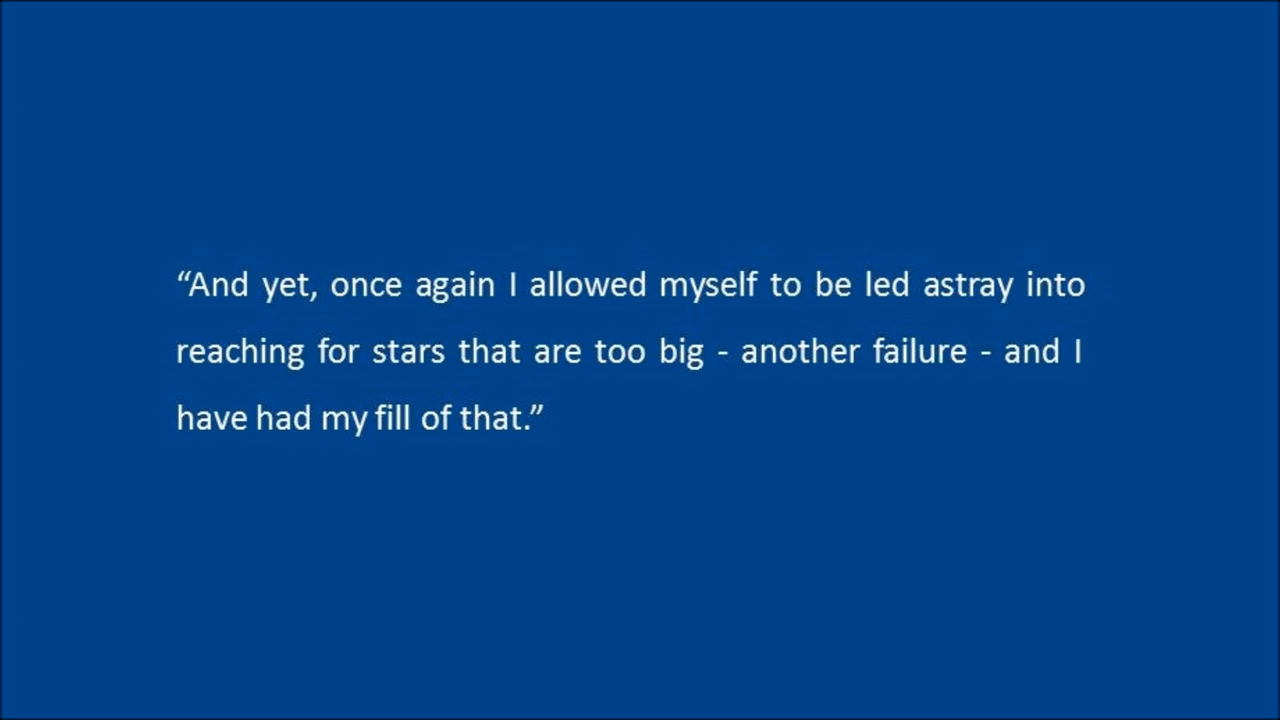 “And yet, once again I allowed myself to be led astray into
reaching for stars that are too big - another failure - and I
have had my fill of that.”